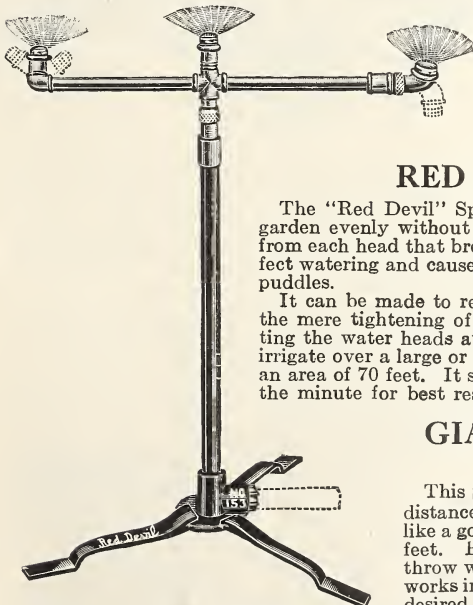 RED
The "Red Devil" Sp
garden evenly without
from each head that bre
fect watering and cause
puddles.
It can be made to re
the mere tightening of
ting the water heads a
irrigate over a large or
an area of 70 feet. It s
the minute for best res
GIA
This
distance
like a go
feet. H
throw w
works in
desired
NO
153
Red Devil